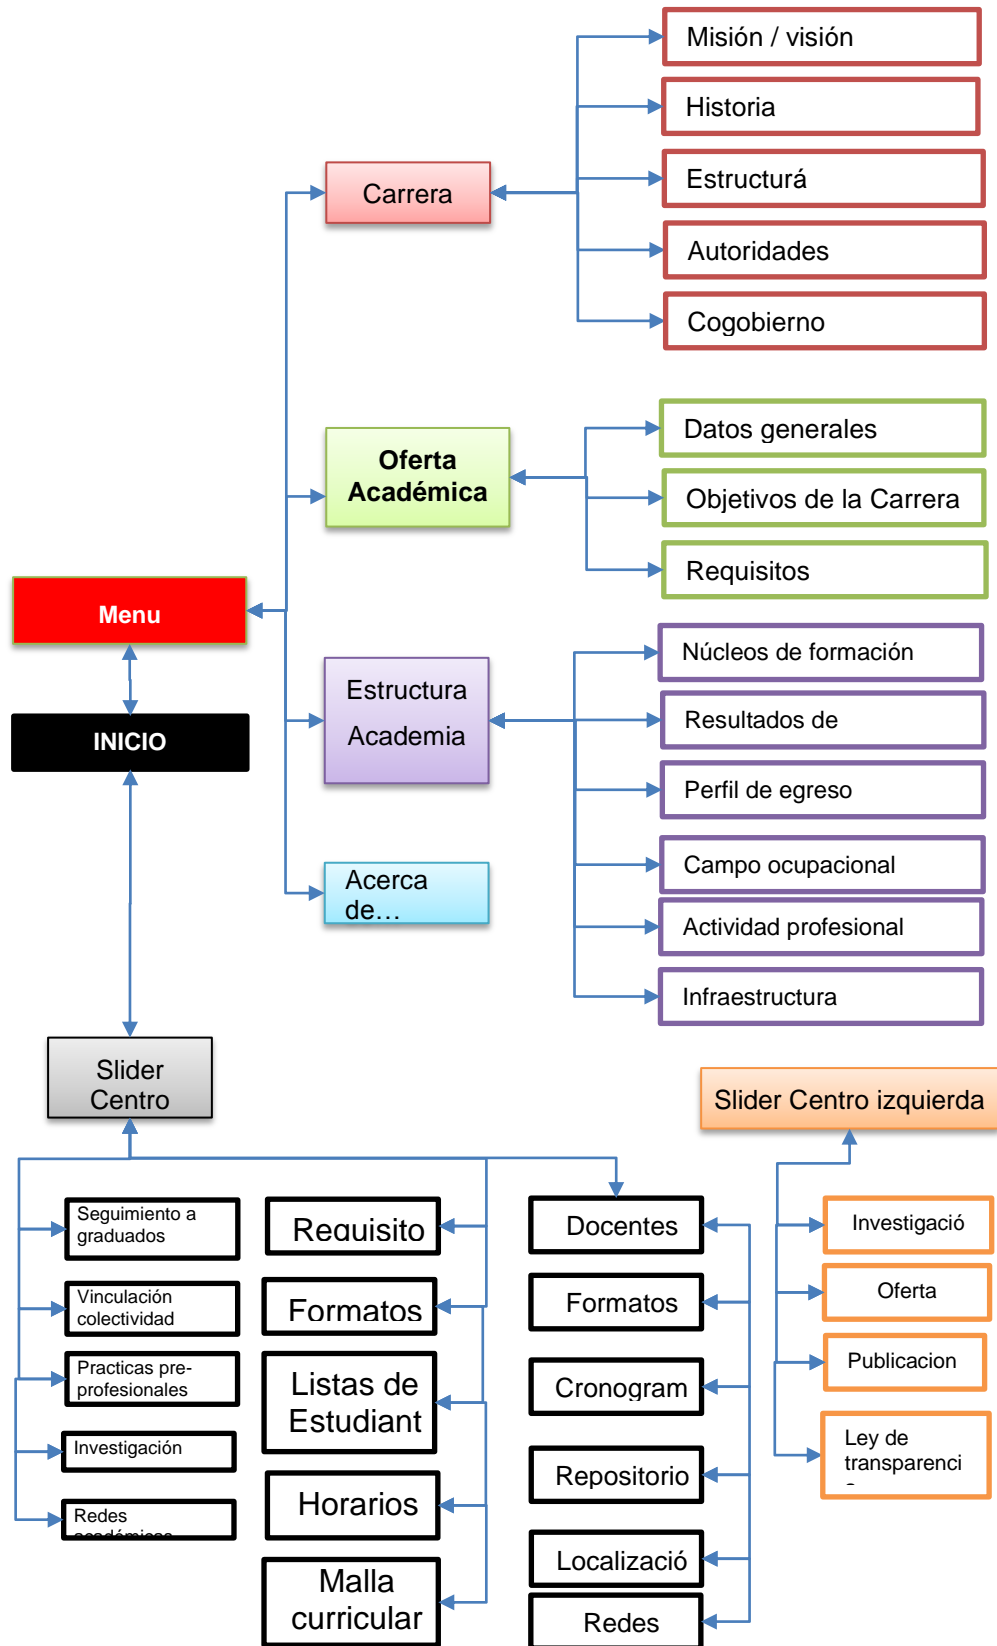 Misión / visión
Historia
Estructurá
Autoridades
Cogobierno
Carrera
Datos generales
Objetivos de la Carrera
Requisitos
Oferta
Académica
Menu
INICIO
Núcleos de formación
Resultados de
Perfil de egreso
Campo ocupacional
Actividad profesional
Infraestructura
Estructura
Academia
Acerca
de…
Slider
Centro
Slider Centro izquierda
Seguimiento a
graduados
Vinculación
colectividad
Practicas pre-
profesionales
Investigación
Redes
académicas
Requisito
Formatos
Listas de
Estudiant
Horarios
Malla
curricular
Docentes
Formatos
Cronogram
Repositorio
Localizació
Redes
Investigació
Oferta
Publicacion
Ley de
transparenci